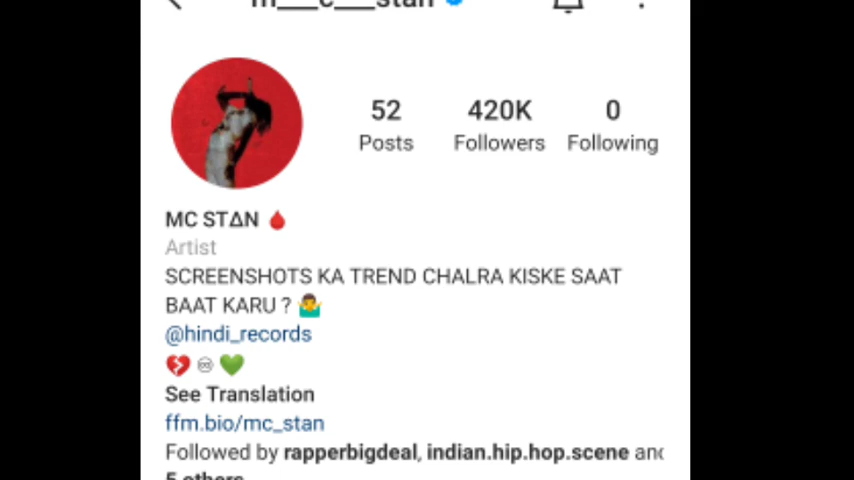 m___c___stan
52 420K 0
Posts Followers Following
MC STΔN 🩸
Artist
SCREENSHOTS KA TREND CHALRA KISKE SAAT
BAAT KARU ? 🤷‍♂️
@hindi_records
💔 ♾ 💚
See Translation
ffm.bio/mc_stan
Followed by rapperbigdeal, indian.hip.hop.scene and
5 others